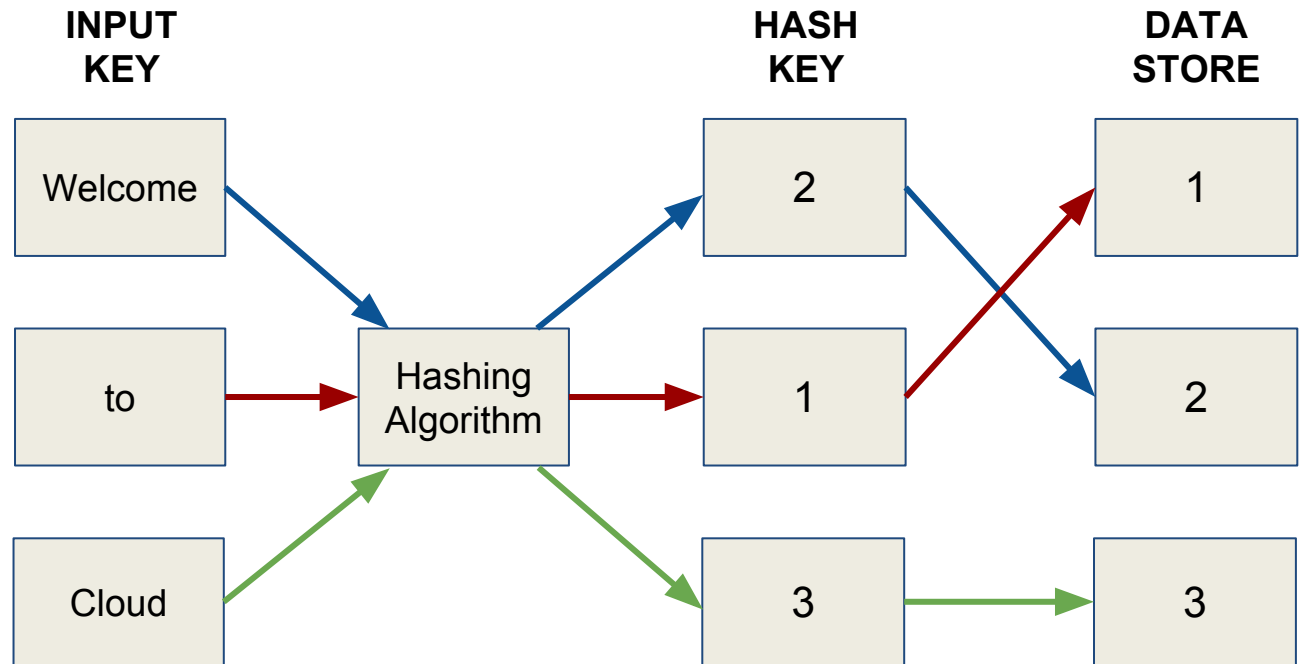 INPUT
KEY
HASH
KEY
DATA
STORE
Welcome
2
1
to
Hashing
Algorithm
1
2
Cloud
3
3